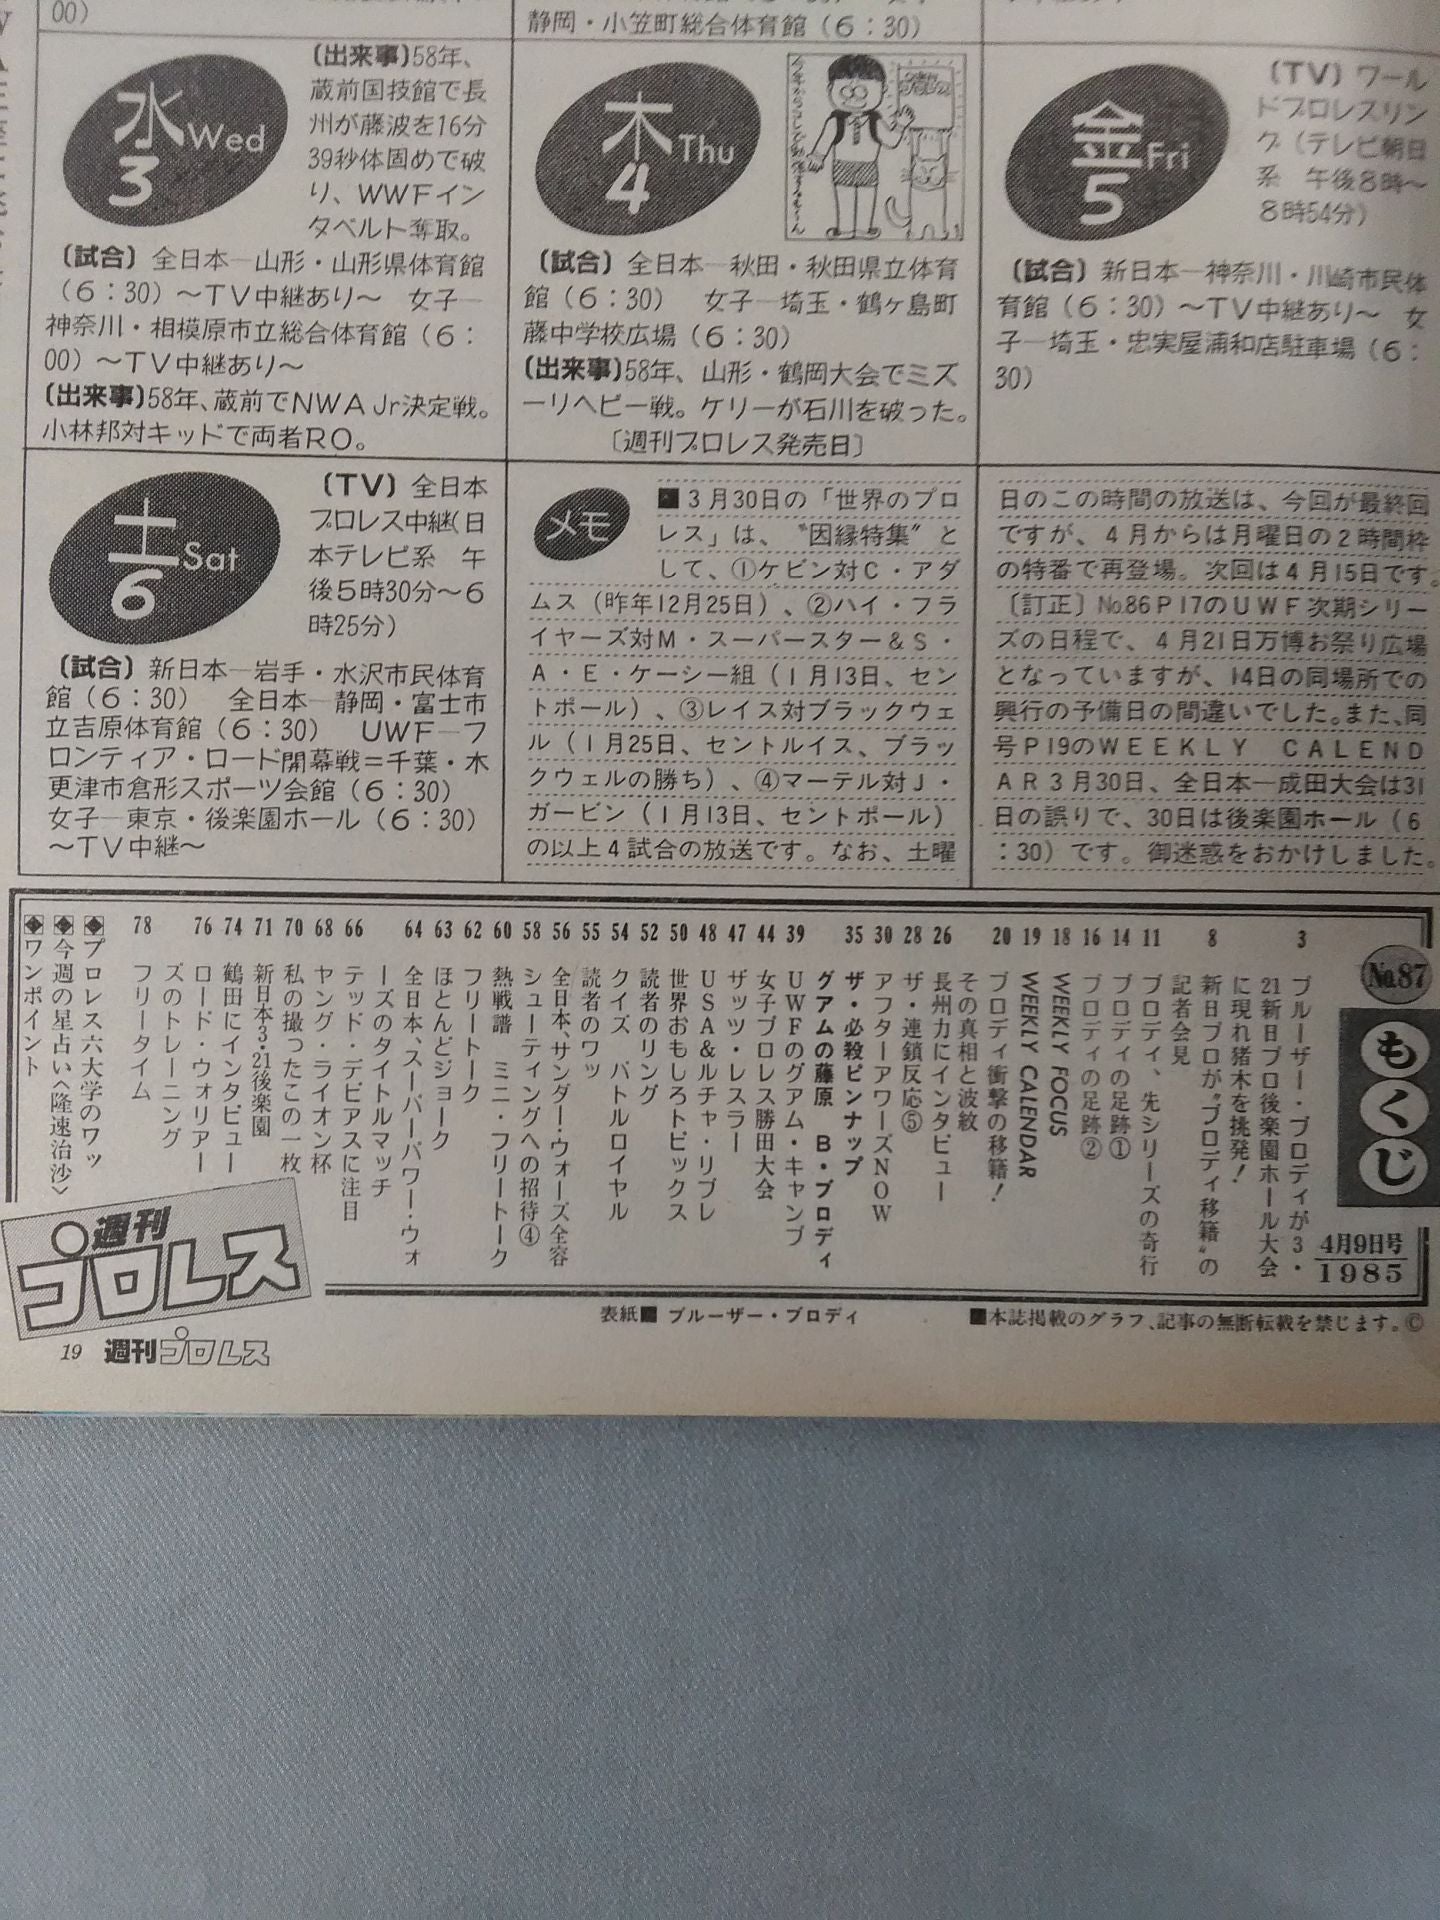 00）
静岡・小笠町総合体育館（6：30）
水
3
Wed
〔出来事〕58年、
蔵前国技館で長
州が藤波を16分
39秒体固めで破
り、WWFイン
タベルト奪取。
〔試合〕全日本―山形・山形県体育館
（6：30）～TV中継あり～　女子―
神奈川・相模原市立総合体育館（6：
00）～TV中継あり～
〔出来事〕58年、蔵前でNWA Jr決定戦。
小林邦対キッドで両者RO。
木
4
Thu
〔試合〕全日本―秋田・秋田県立体育
館（6：30）　女子―埼玉・鶴ヶ島町
藤中学校広場（6：30）
〔出来事〕58年、山形・鶴岡大会でミズ
ーリヘビー戦。ケリーが石川を破った。
〔週刊プロレス発売日〕
金
5
Fri
〔TV〕ワール
ドプロレスリン
グ（テレビ朝日
系　午後8時～
8時54分）
〔試合〕新日本―神奈川・川崎市民体
育館（6：30）～TV中継あり～　女
子―埼玉・忠実屋浦和店駐車場（6：
30）
土
6
Sat
〔TV〕全日本
プロレス中継（日
本テレビ系　午
後5時30分～6
時25分）
〔試合〕新日本―岩手・水沢市民体育
館（6：30）　全日本―静岡・富士市
立吉原体育館（6：30）　UWF―フ
ロンティア・ロード開幕戦＝千葉・木
更津市倉形スポーツ会館（6：30）
女子―東京・後楽園ホール（6：30）
～TV中継～
メモ
■3月30日の「世界のプロ
レス」は、〝因縁特集〟と
して、①ケビン対C・アダ
ムス（昨年12月25日）、②ハイ・フラ
イヤーズ対M・スーパースター＆S・
A・E・ケーシー組（1月13日、セン
トポール）、③レイス対ブラックウェ
ル（1月25日、セントルイス、ブラッ
クウェルの勝ち）、④マーテル対J・
ガービン（1月13日、セントポール）
の以上4試合の放送です。なお、土曜
日のこの時間の放送は、今回が最終回
ですが、4月からは月曜日の2時間枠
の特番で再登場。次回は4月15日です。
〔訂正〕No.86P17のUWF次期シリー
ズの日程で、4月21日万博お祭り広場
となっていますが、14日の同場所での
興行の予備日の間違いでした。また、同
号P19のWEEKLY CALEND
AR3月30日、全日本―成田大会は31
日の誤りで、30日は後楽園ホール（6
：30）です。御迷惑をおかけしました。
No.87
もくじ
4月9日号
1985
3 ブルーザー・ブロディが3・
21新日プロ後楽園ホール大会
に現れ猪木を挑発！
8 新日プロが〝ブロディ移籍〟の
記者会見
11 ブロディ、先シリーズの奇行
14 ブロディの足跡①
16 ブロディの足跡②
18 WEEKLY FOCUS
19 WEEKLY CALENDAR
20 ブロディ衝撃の移籍！
その真相と波紋
26 長州力にインタビュー
28 ザ・連鎖反応⑤
30 アフターアワーズNOW
35 ザ・必殺ピンナップ
グアムの藤原　B・ブロディ
39 UWFのグアム・キャンプ
44 女子プロレス勝田大会
47 ザッツ・レスラー
48 USA＆ルチャ・リブレ
50 世界おもしろトピックス
52 読者のリング
54 クイズ　バトルロイヤル
55 読者のワッ
56 全日本、サンダー・ウォーズ全容
58 シューティングへの招待④
60 熱戦譜　ミニ・フリートーク
62 フリートーク
63 ほとんどジョーク
64 全日本、スーパーパワー・ウォ
ーズのタイトルマッチ
66 テッド・デビアスに注目
68 ヤング・ライオン杯
70 私の撮ったこの一枚
71 新日本3・21後楽園
74 鶴田にインタビュー
76 ロード・ウォリアー
ズのトレーニング
78 フリータイム
◆プロレス六大学のワッ
◆今週の星占い〈隆速治沙〉
◆ワンポイント
週刊
プロレス
表紙■ ブルーザー・ブロディ
■本誌掲載のグラフ、記事の無断転載を禁じます。©
19 週刊プロレス